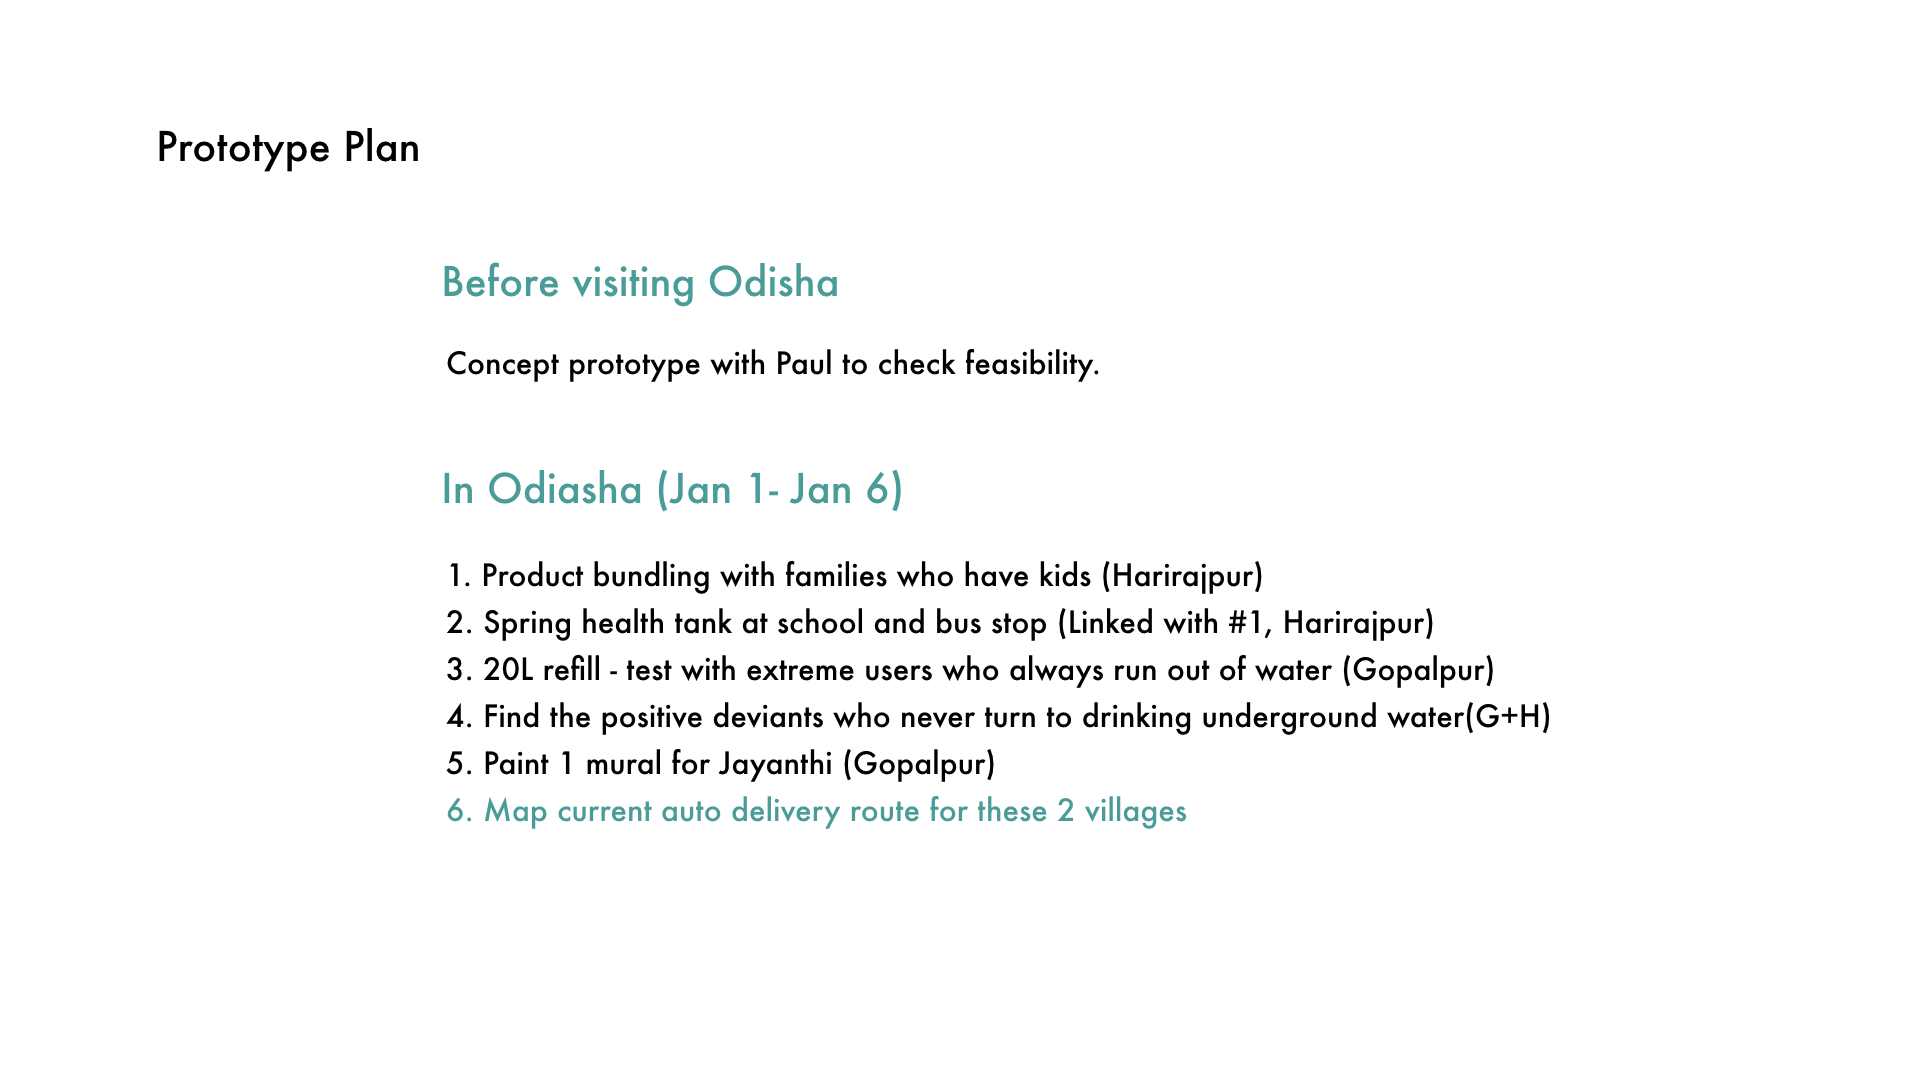 Prototype Plan
Before visiting Odisha
Concept prototype with Paul to check feasibility.
In Odiasha (Jan 1- Jan 6)
1. Product bundling with families who have kids (Harirajpur)
2. Spring health tank at school and bus stop (Linked with #1, Harirajpur)
3. 20L refill - test with extreme users who always run out of water (Gopalpur)
4. Find the positive deviants who never turn to drinking underground water(G+H)
5. Paint 1 mural for Jayanthi (Gopalpur)
6. Map current auto delivery route for these 2 villages